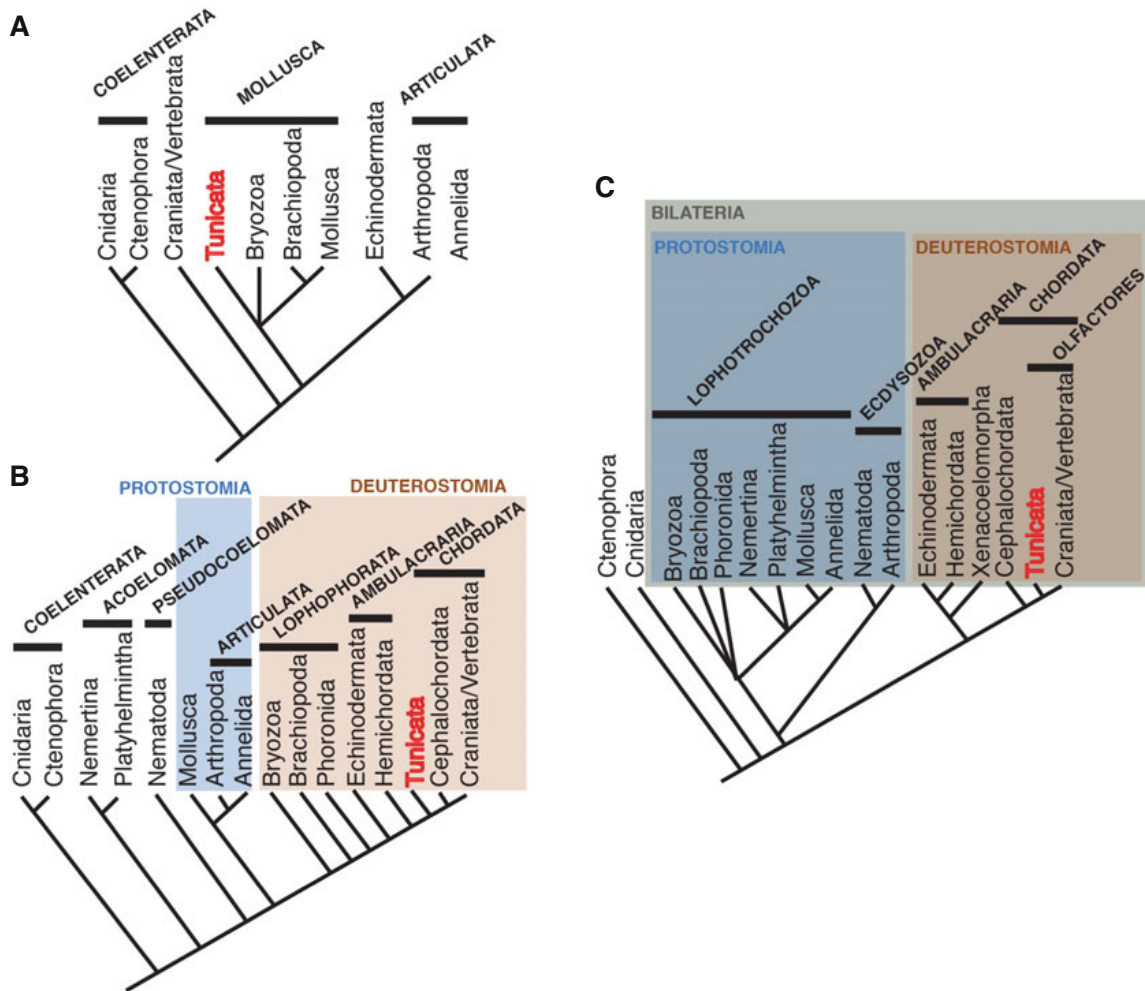 A
COELENTERATA
MOLLUSCA
ARTICULATA
Cnidaria
Ctenophora
Craniata/Vertebrata
Tunicata
Bryozoa
Brachiopoda
Mollusca
Echinodermata
Arthropoda
Annelida
B
PROTOSTOMIA
DEUTEROSTOMIA
COELENTERATA
ACOELOMATA
PSEUDOCOELOMATA
ARTICULATA
LOPHOPHORATA
AMBULACRARIA
CHORDATA
Cnidaria
Ctenophora
Nemertina
Platyhelmintha
Nematoda
Mollusca
Arthropoda
Annelida
Bryozoa
Brachiopoda
Phoronida
Echinodermata
Hemichordata
Tunicata
Cephalochordata
Craniata/Vertebrata
C
BILATERIA
PROTOSTOMIA
DEUTEROSTOMIA
LOPHOTROCHOZOA
ECDYSOZOA
AMBULACRARIA
CHORDATA
OLFACTORES
Ctenophora
Cnidaria
Bryozoa
Brachiopoda
Phoronida
Nemertina
Platyhelmintha
Mollusca
Annelida
Nematoda
Arthropoda
Echinodermata
Hemichordata
Xenacoelomorpha
Cephalochordata
Tunicata
Craniata/Vertebrata